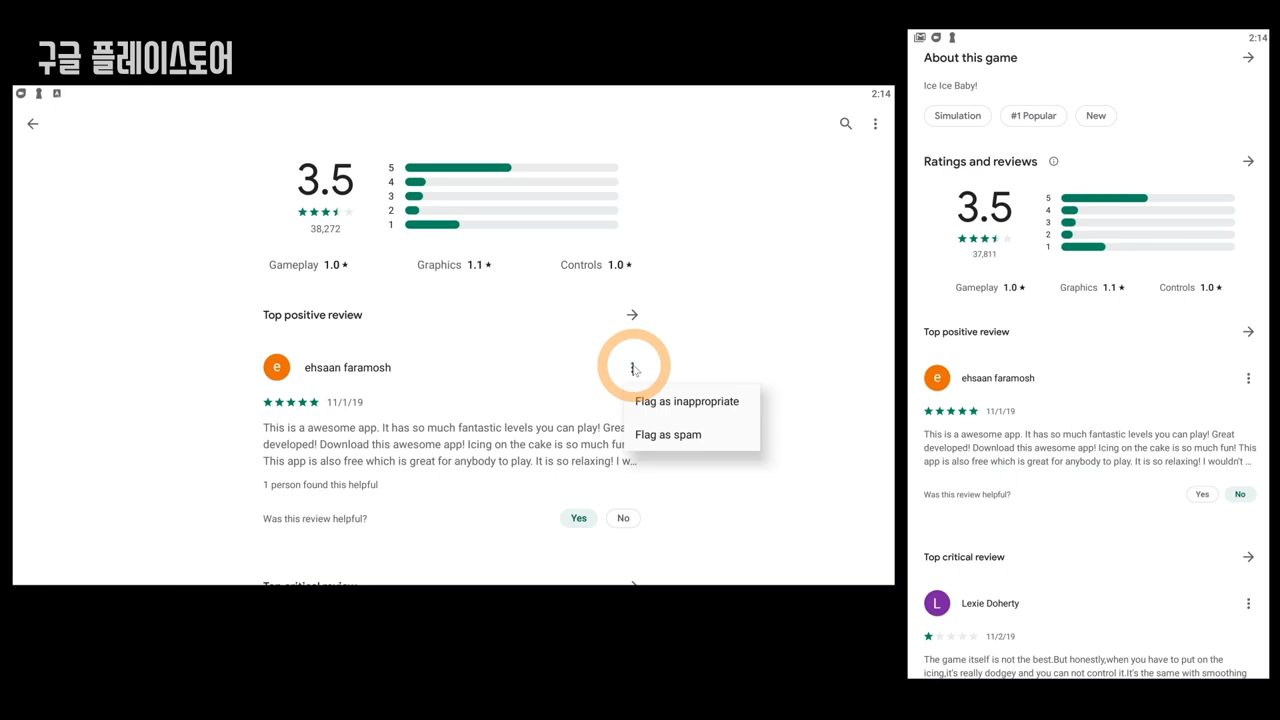 구글 플레이스토어
2:14
3.5
38,272
5
4
3
2
1
Gameplay 1.0★
Graphics 1.1★
Controls 1.0★
Top positive review
e
ehsaan faramosh
Flag as inappropriate
Flag as spam
11/1/19
This is a awesome app. It has so much fantastic levels you can play! Great
developed! Download this awesome app! Icing on the cake is so much fun
This app is also free which is great for anybody to play. It is so relaxing! I w...
1 person found this helpful
Was this review helpful?
Yes
No
Top critical review
2:14
About this game
Ice Ice Baby!
Simulation
#1 Popular
New
Ratings and reviews
3.5
37,811
5
4
3
2
1
Gameplay 1.0★
Graphics 1.1★
Controls 1.0★
Top positive review
e
ehsaan faramosh
11/1/19
This is a awesome app. It has so much fantastic levels you can play! Great
developed! Download this awesome app! Icing on the cake is so much fun! This
app is also free which is great for anybody to play. It is so relaxing! I wouldn't ...
Was this review helpful?
Yes
No
Top critical review
L
Lexie Doherty
11/2/19
The game itself is not the best.But honestly,when you have to put on the
icing,it's really dodgey and you can not control it.It's the same with smoothing